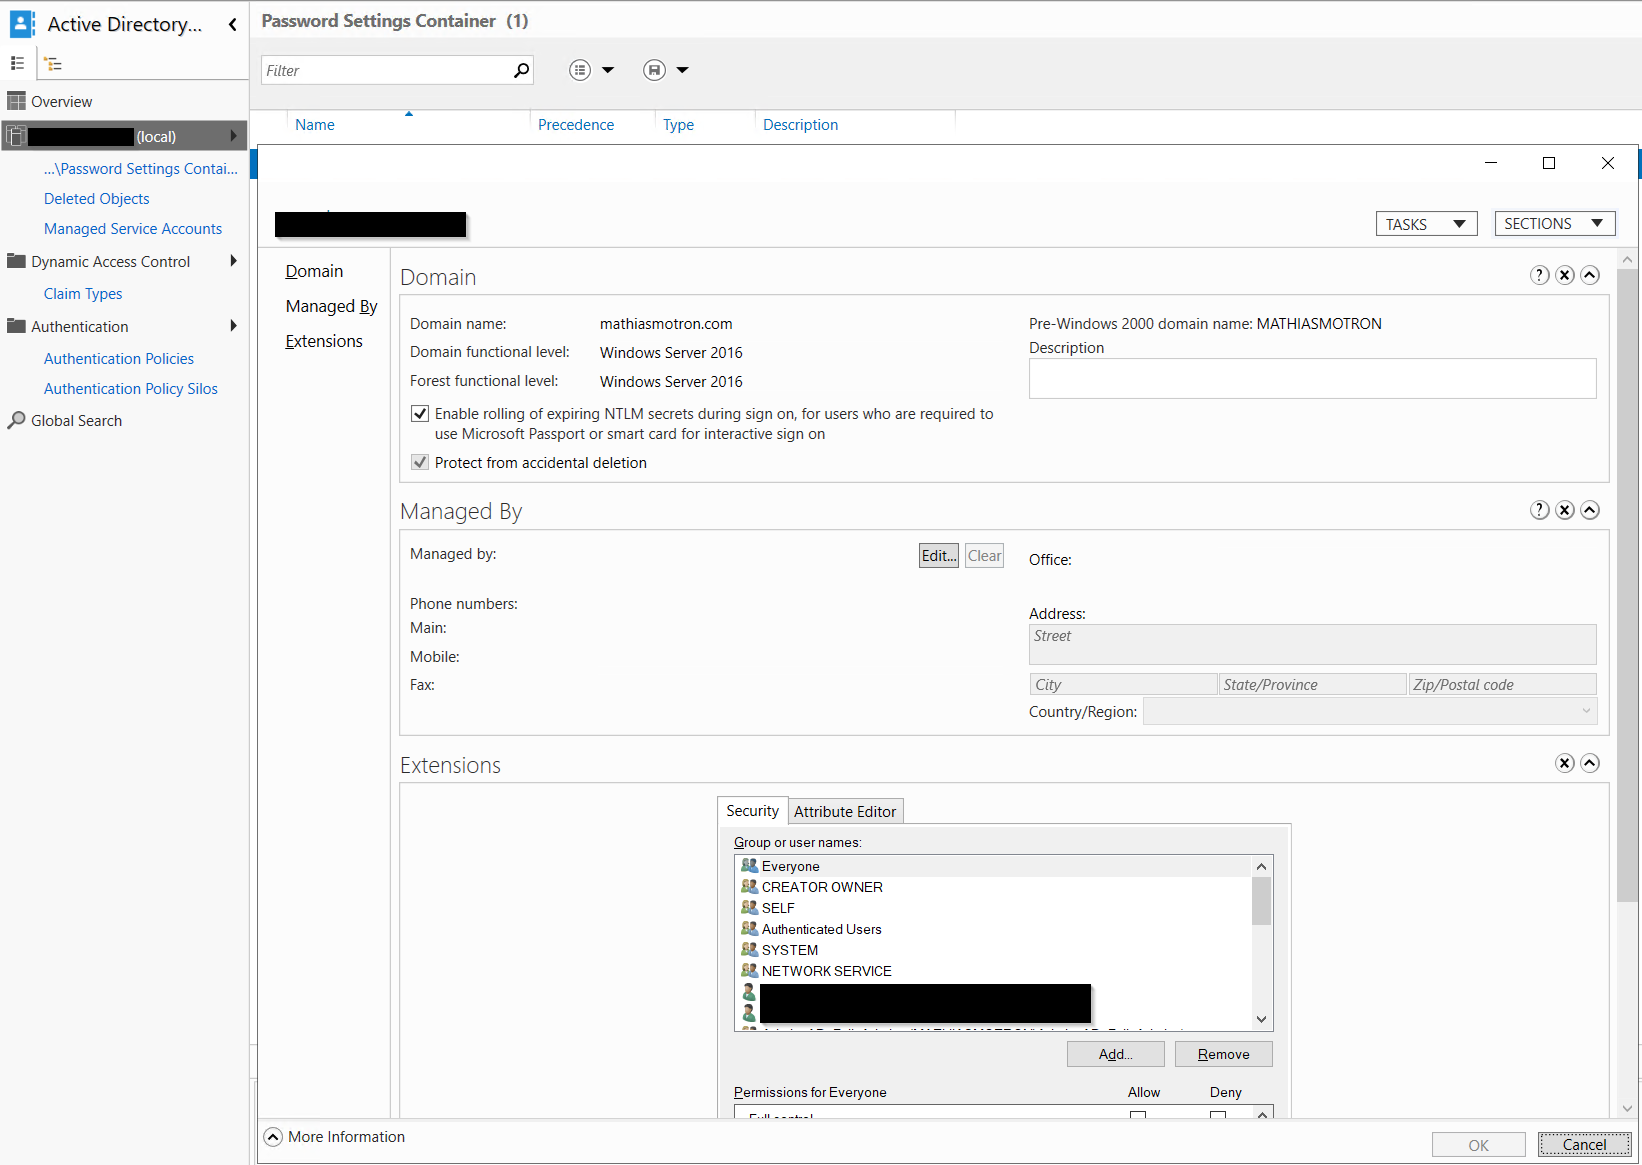 Active Directory...
Password Settings Container (1)
Filter
Overview
(local)
...\Password Settings Contai...
Deleted Objects
Managed Service Accounts
Dynamic Access Control
Claim Types
Authentication
Authentication Policies
Authentication Policy Silos
Global Search
Name
Precedence
Type
Description
TASKS
SECTIONS
Domain
Managed By
Extensions
Domain
Domain name:
mathiasmotron.com
Domain functional level:
Windows Server 2016
Forest functional level:
Windows Server 2016
Enable rolling of expiring NTLM secrets during sign on, for users who are required to
use Microsoft Passport or smart card for interactive sign on
Protect from accidental deletion
Pre-Windows 2000 domain name: MATHIASMOTRON
Description
Managed By
Managed by:
Edit...
Clear
Phone numbers:
Main:
Mobile:
Fax:
Office:
Address:
Street
City
State/Province
Zip/Postal code
Country/Region:
Extensions
Security
Attribute Editor
Group or user names:
Everyone
CREATOR OWNER
SELF
Authenticated Users
SYSTEM
NETWORK SERVICE
Add...
Remove
Permissions for Everyone
Allow
Deny
Full control
More Information
OK
Cancel